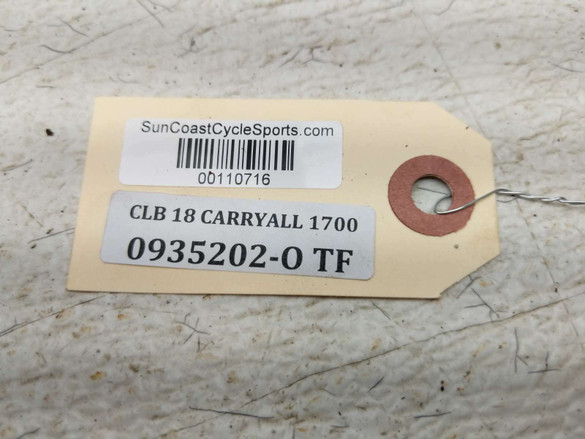 SunCoastCycleSports.com
00110716
CLB 18 CARRYALL 1700
0935202-O TF